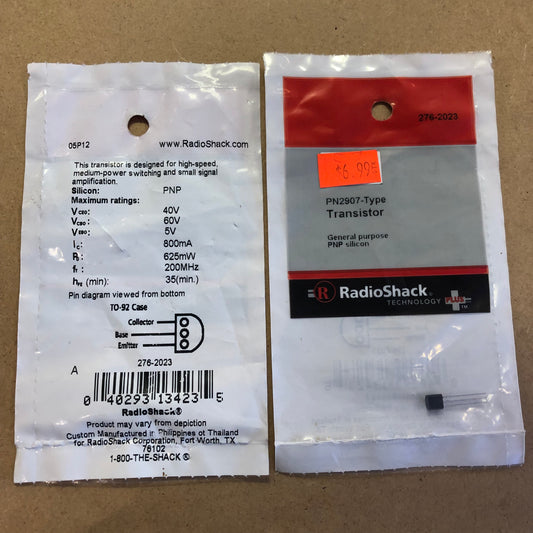 05P12
www.RadioShack.com
This transistor is designed for high-speed,
medium-power switching and small signal
amplification.
Silicon: PNP
Maximum ratings:
VCEO: 40V
VCBO: 60V
VEBO: 5V
IC: 800mA
PD: 625mW
fT: 200MHz
hFE (min): 35(min.)
Pin diagram viewed from bottom
TO-92 Case
Collector
Base
Emitter
276-2023
A
0 40293 13423 5
RadioShack®
Product may vary from depiction
Custom Manufactured in Philippines of Thailand
for RadioShack Corporation, Fort Worth, TX
76102
1-800-THE-SHACK ®
276-2023
$6.99
PN2907-Type
Transistor
General purpose
PNP silicon
R RadioShack®
TECHNOLOGY PLUS™